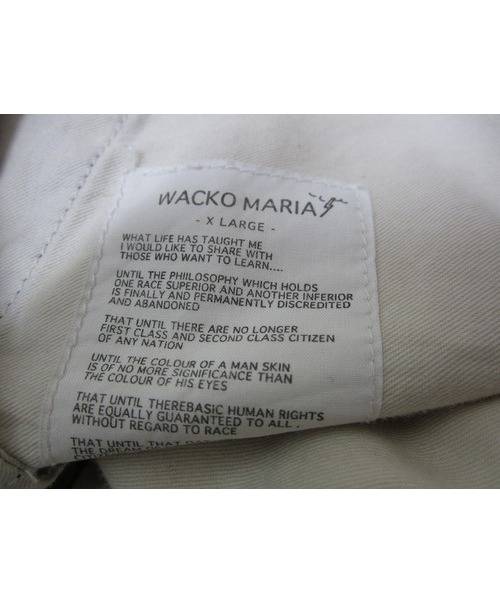 WACKO MARIA
- X LARGE -
WHAT LIFE HAS TAUGHT ME
I WOULD LIKE TO SHARE WITH
THOSE WHO WANT TO LEARN....
UNTIL THE PHILOSOPHY WHICH HOLDS
ONE RACE SUPERIOR AND ANOTHER INFERIOR
IS FINALLY AND PERMANENTLY DISCREDITED
AND ABANDONED
THAT UNTIL THERE ARE NO LONGER
FIRST CLASS AND SECOND CLASS CITIZEN
OF ANY NATION
UNTIL THE COLOUR OF A MAN SKIN
IS OF NO MORE SIGNIFICANCE THAN
THE COLOUR OF HIS EYES
THAT UNTIL THEREBASIC HUMAN RIGHTS
ARE EQUALLY GUARANTEED TO ALL .
WITHOUT REGARD TO RACE
THAT UNTIL THAT
THE DREAM